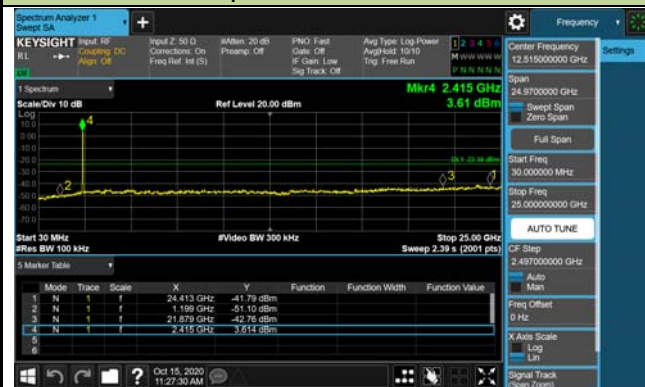 Spectrum Analyzer 1
Swept SA
Frequency
KEYSIGHT
RL
Input: RF
Coupling: DC
Align: Off
Input Z: 50 Ω
Corrections: On
Freq Ref: Int (S)
#Atten: 20 dB
Preamp: Off
PNO: Fast
Gate: Off
IF Gain: Low
Sig Track: Off
Avg Type: Log-Power
Avg|Hold: 10/10
Trig: Free Run
1 2 3 4 5 6
M W W W W W
P N N N N N
Center Frequency
12.515000000 GHz
Settings
Span
24.9700000 GHz
Swept Span
Zero Span
Full Span
Start Freq
30.000000 MHz
Stop Freq
25.000000000 GHz
AUTO TUNE
CF Step
2.497000000 GHz
Auto
Man
Freq Offset
0 Hz
X Axis Scale
Log
Lin
Signal Track
(Span Zoom)
1 Spectrum
Scale/Div 10 dB
Ref Level 20.00 dBm
Mkr4 2.415 GHz
3.61 dBm
Log
10.0
0.00
-10.0
-20.0
-30.0
-40.0
-50.0
-60.0
-70.0
4
2
3
1
Start 30 MHz
#Res BW 100 kHz
#Video BW 300 kHz
Stop 25.00 GHz
Sweep 2.39 s (2001 pts)
5 Marker Table
Mode Trace Scale X Y Function Function Width Function Value
1 N 1 f 24.413 GHz -41.79 dBm
2 N 1 f 1.199 GHz -51.10 dBm
3 N 1 f 21.879 GHz -42.76 dBm
4 N 1 f 2.415 GHz 3.614 dBm
5
6
?
Oct 15, 2020
11:27:30 AM